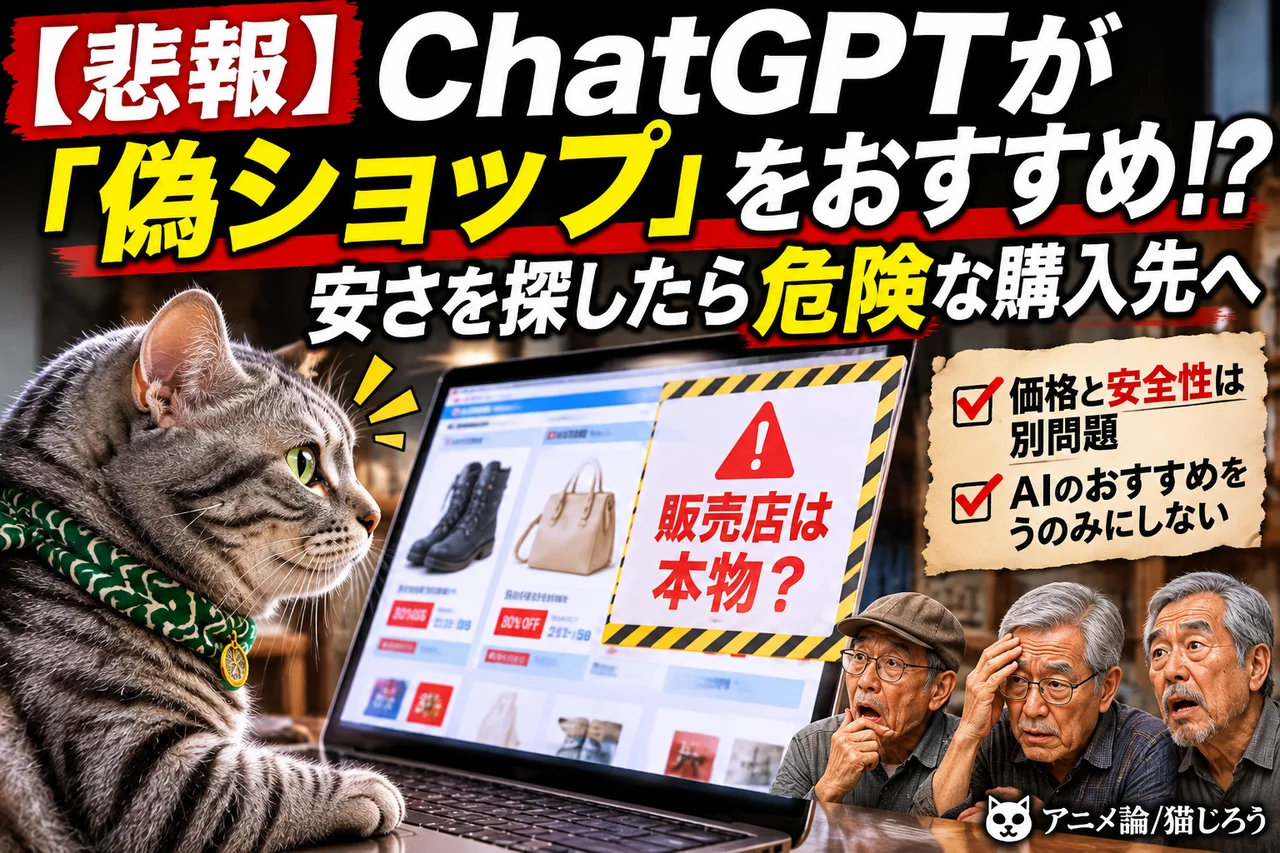 【悲報】ChatGPTが
「偽ショップ」をおすすめ!?
安さを探したら危険な購入先へ
価格と安全性は
別問題
AIのおすすめを
うのみにしない
販売店は
本物？
80%OFF
アニメ論/猫じろう